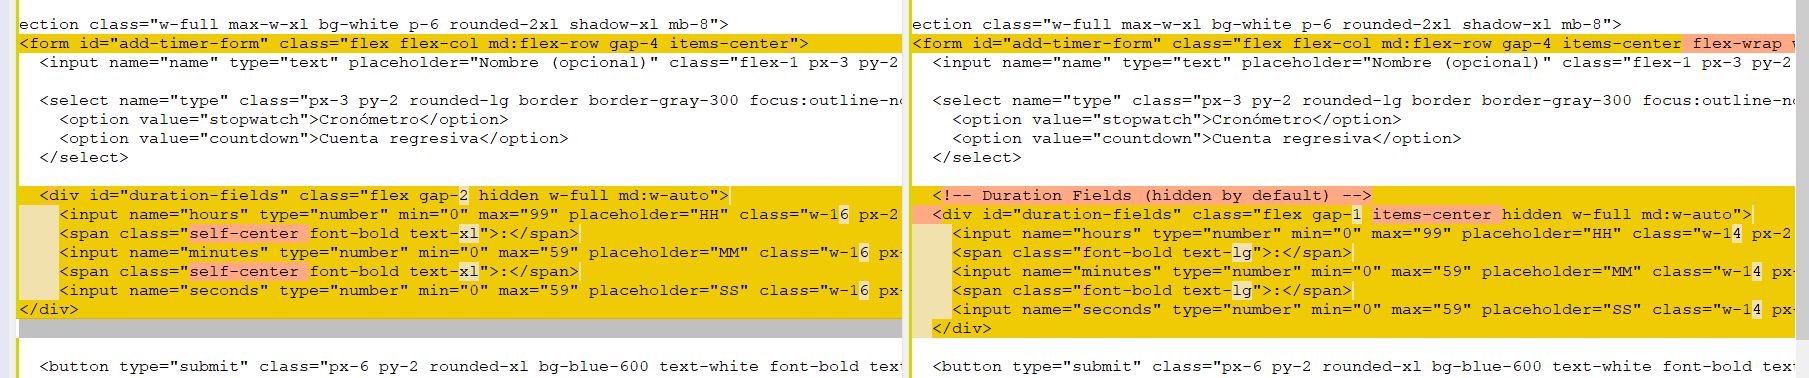 ection class="w-full max-w-xl bg-white p-6 rounded-2xl shadow-xl mb-8">
<form id="add-timer-form" class="flex flex-col md:flex-row gap-4 items-center">
<input name="name" type="text" placeholder="Nombre (opcional)" class="flex-1 px-3 py-2
<select name="type" class="px-3 py-2 rounded-lg border border-gray-300 focus:outline-no
<option value="stopwatch">Cronómetro</option>
<option value="countdown">Cuenta regresiva</option>
</select>
<div id="duration-fields" class="flex gap-2 hidden w-full md:w-auto">
<input name="hours" type="number" min="0" max="99" placeholder="HH" class="w-16 px-2
<span class="self-center font-bold text-xl">:</span>
<input name="minutes" type="number" min="0" max="59" placeholder="MM" class="w-16 px
<span class="self-center font-bold text-xl">:</span>
<input name="seconds" type="number" min="0" max="59" placeholder="SS" class="w-16 px-
</div>
<button type="submit" class="px-6 py-2 rounded-xl bg-blue-600 text-white font-bold tex
ection class="w-full max-w-xl bg-white p-6 rounded-2xl shadow-xl mb-8">
<form id="add-timer-form" class="flex flex-col md:flex-row gap-4 items-center flex-wrap w
<input name="name" type="text" placeholder="Nombre (opcional)" class="flex-1 px-3 py-2
<select name="type" class="px-3 py-2 rounded-lg border border-gray-300 focus:outline-no
<option value="stopwatch">Cronómetro</option>
<option value="countdown">Cuenta regresiva</option>
</select>
<!-- Duration Fields (hidden by default) -->
<div id="duration-fields" class="flex gap-1 items-center hidden w-full md:w-auto">
<input name="hours" type="number" min="0" max="99" placeholder="HH" class="w-14 px-2
<span class="font-bold text-lg">:</span>
<input name="minutes" type="number" min="0" max="59" placeholder="MM" class="w-14 px-
<span class="font-bold text-lg">:</span>
<input name="seconds" type="number" min="0" max="59" placeholder="SS" class="w-14 px-
</div>
<button type="submit" class="px-6 py-2 rounded-xl bg-blue-600 text-white font-bold text